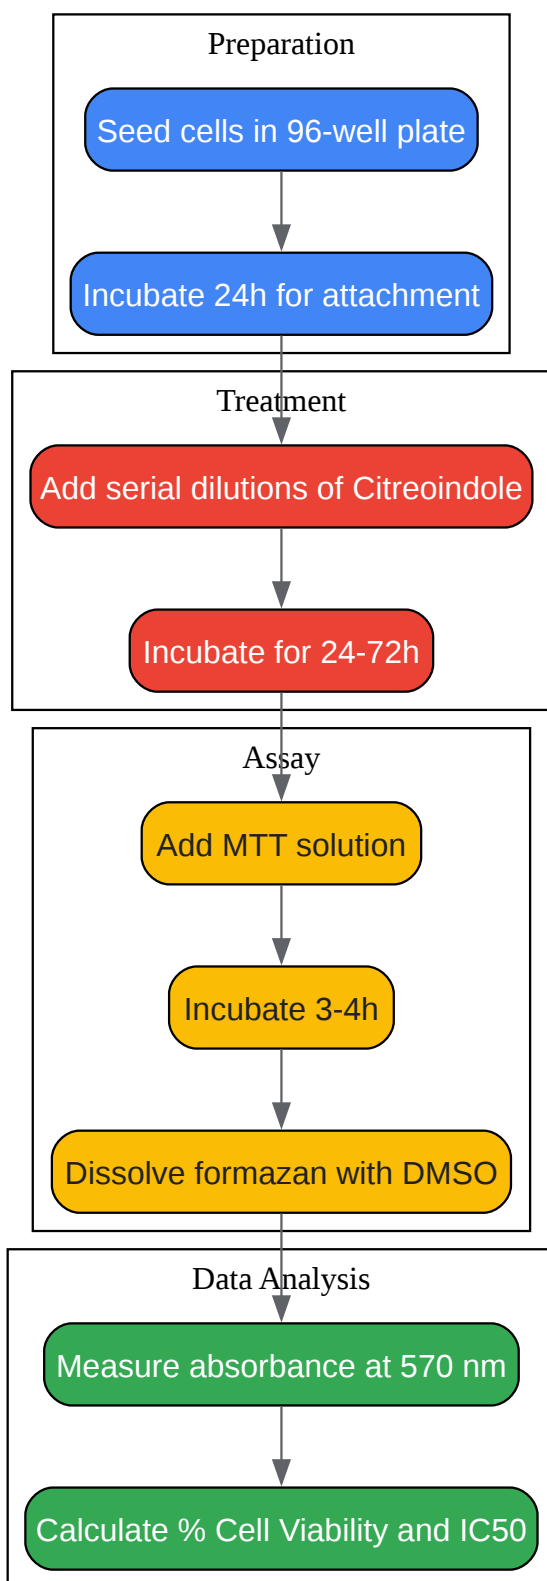 Preparation
Seed cells in 96-well plate
Incubate 24h for attachment
Treatment
Add serial dilutions of Citreoindole
Incubate for 24-72h
Assay
Add MTT solution
Incubate 3-4h
Dissolve formazan with DMSO
Data Analysis
Measure absorbance at 570 nm
Calculate % Cell Viability and IC50